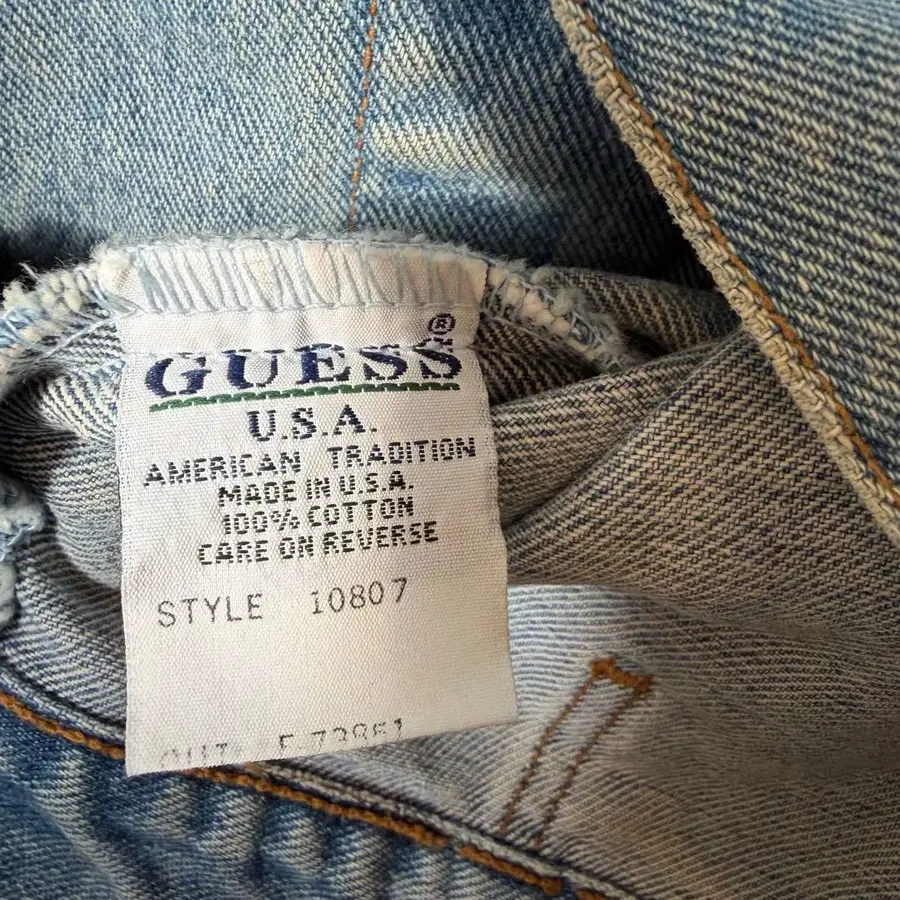 GUESS®
U.S.A.
AMERICAN TRADITION
MADE IN U.S.A.
100% COTTON
CARE ON REVERSE
STYLE 10807